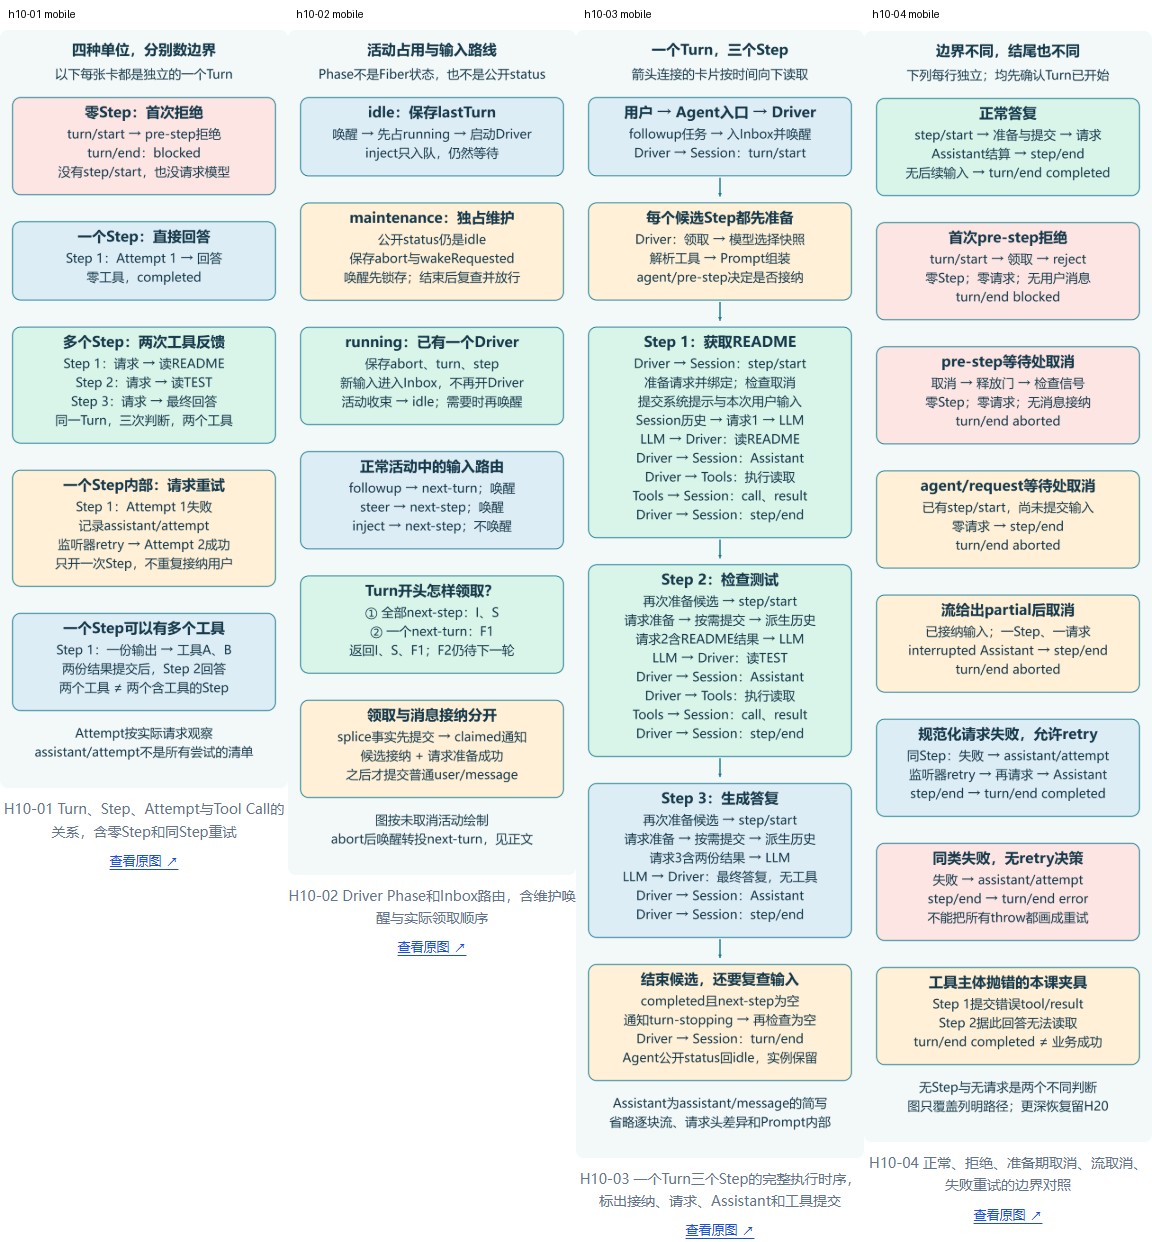 h10-01 mobile
四种单位，分别数边界
以下每张卡都是独立的一个Turn
零Step：首次拒绝
turn/start → pre-step拒绝
turn/end：blocked
没有step/start，也没请求模型
一个Step：直接回答
Step 1：Attempt 1 → 回答
零工具，completed
多个Step：两次工具反馈
Step 1：请求 → 读README
Step 2：请求 → 读TEST
Step 3：请求 → 最终回答
同一Turn，三次判断，两个工具
一个Step内部：请求重试
Step 1：Attempt 1失败
记录assistant/attempt
监听器retry → Attempt 2成功
只开一次Step，不重复接纳用户
一个Step可以有多个工具
Step 1：一份输出 → 工具A、B
两份结果提交后，Step 2回答
两个工具 ≠ 两个含工具的Step
Attempt按实际请求观察
assistant/attempt不是所有尝试的清单
H10-01 Turn、Step、Attempt与Tool Call的
关系，含零Step和同Step重试
查看原图 ↗
h10-02 mobile
活动占用与输入路线
Phase不是Fiber状态，也不是公开status
idle：保存lastTurn
唤醒 → 先占running → 启动Driver
inject只入队，仍然等待
maintenance：独占维护
公开status仍是idle
保存abort与wakeRequested
唤醒先锁存；结束后复查并放行
running：已有一个Driver
保存abort、turn、step
新输入进入Inbox，不再开Driver
活动收束 → idle；需要时再唤醒
正常活动中的输入路由
followup → next-turn；唤醒
steer → next-step；唤醒
inject → next-step；不唤醒
Turn开头怎样领取？
① 全部next-step：I、S
② 一个next-turn：F1
返回I、S、F1；F2仍待下一轮
领取与消息接纳分开
splice事实先提交 → claimed通知
候选接纳 + 请求准备成功
之后才提交普通user/message
图按未取消活动绘制
abort后唤醒转投next-turn，见正文
H10-02 Driver Phase和Inbox路由，含维护唤
醒与实际领取顺序
查看原图 ↗
h10-03 mobile
一个Turn，三个Step
箭头连接的卡片按时间向下读取
用户 → Agent入口 → Driver
followup任务 → 入Inbox并唤醒
Driver → Session：turn/start
每个候选Step都先准备
Driver：领取 → 模型选择快照
解析工具 → Prompt组装
agent/pre-step决定是否接纳
Step 1：获取README
Driver → Session：step/start
准备请求并绑定；检查取消
提交系统提示与本次用户输入
Session历史 → 请求1 → LLM
LLM → Driver：读README
Driver → Session：Assistant
Driver → Tools：执行读取
Tools → Session：call、result
Driver → Session：step/end
Step 2：检查测试
再次准备候选 → step/start
请求准备 → 按需提交 → 派生历史
请求2含README结果 → LLM
LLM → Driver：读TEST
Driver → Session：Assistant
Driver → Tools：执行读取
Tools → Session：call、result
Driver → Session：step/end
Step 3：生成答复
再次准备候选 → step/start
请求准备 → 按需提交 → 派生历史
请求3含两份结果 → LLM
LLM → Driver：最终答复，无工具
Driver → Session：Assistant
Driver → Session：step/end
结束候选，还要复查输入
completed且next-step为空
通知turn-stopping → 再检查为空
Driver → Session：turn/end
Agent公开status回idle，实例保留
Assistant为assistant/message的简写
省略逐块流、请求头差异和Prompt内部
H10-03 一个Turn三个Step的完整执行时序，
标出接纳、请求、Assistant和工具提交
查看原图 ↗
h10-04 mobile
边界不同，结尾也不同
下列每行独立；均先确认Turn已开始
正常答复
step/start → 准备与提交 → 请求
Assistant结算 → step/end
无后续输入 → turn/end completed
首次pre-step拒绝
turn/start → 领取 → reject
零Step；零请求；无用户消息
turn/end blocked
pre-step等待处取消
取消 → 释放门 → 检查信号
零Step；零请求；无消息接纳
turn/end aborted
agent/request等待处取消
已有step/start，尚未提交输入
零请求 → step/end
turn/end aborted
流给出partial后取消
已接纳输入；一Step、一请求
interrupted Assistant → step/end
turn/end aborted
规范化请求失败，允许retry
同Step：失败 → assistant/attempt
监听器retry → 再请求 → Assistant
step/end → turn/end completed
同类失败，无retry决策
失败 → assistant/attempt
step/end → turn/end error
不能把所有throw都画成重试
工具主体抛错的本课夹具
Step 1提交错误tool/result
Step 2据此回答无法读取
turn/end completed ≠ 业务成功
无Step与无请求是两个不同判断
图只覆盖列明路径；更深恢复留H20
H10-04 正常、拒绝、准备期取消、流取消、
失败重试的边界对照
查看原图 ↗